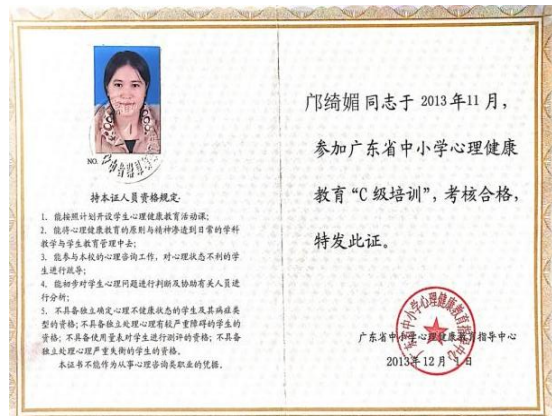 NO.
持本证人员资格规定:
1. 能按照计划开设学生心理健康教育活动课;
2. 能将心理健康教育的原则与精神渗透到日常的学科
教学与学生教育管理中去;
3. 能参与本校的心理咨询工作,对心理状态不利的学
生进行疏导;
4. 能初步对学生心理问题进行判断及协助有关人员进
行分析;
5. 不具备独立确定心理不健康状态的学生及其病症类
型的资格;不具备独立处理心理有较严重障碍的学生的
资格;不具备使用量表对学生进行测评的资格;不具备
独立处理心理严重失衡的学生的资格。
本证书不能作为从事心理咨询类职业的凭据。
邝绮媚同志于 2013 年11 月,
参加广东省中小学心理健康
教育“C 级培训”,考核合格,
特发此证。
广东省中小学心理健康教育指导中心
2013年 12 月 日